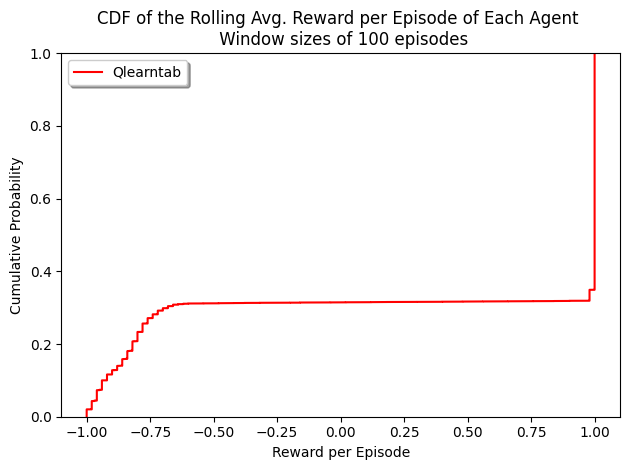 CDF of the Rolling Avg. Reward per Episode of Each Agent
Window sizes of 100 episodes
Qlearntab
1.0
0.8
0.6
0.4
0.2
0.0
Cumulative Probability
−1.00 −0.75 −0.50 −0.25 0.00 0.25 0.50 0.75 1.00
Reward per Episode